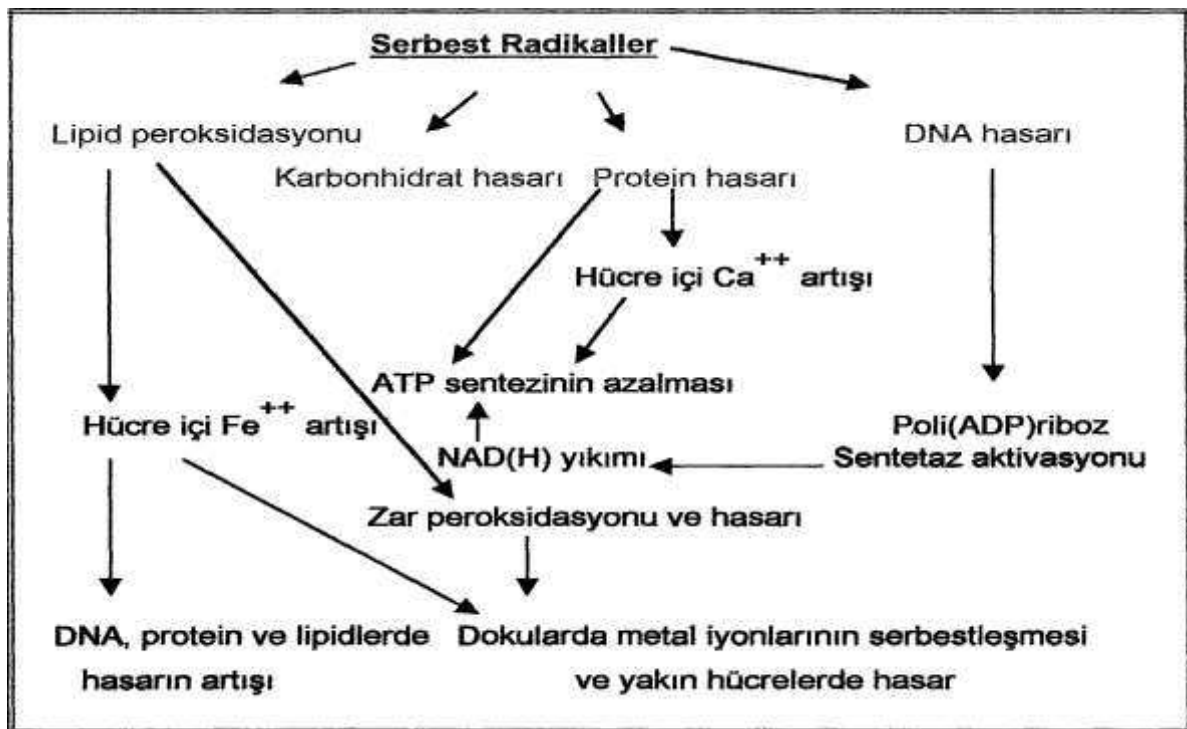 Serbest Radikaller
Lipid peroksidasyonu
DNA hasarı
Karbonhidrat hasarı
Protein hasarı
Hücre içi Ca++ artışı
ATP sentezinin azalması
Hücre içi Fe++ artışı
Poli(ADP)riboz
Sentetaz aktivasyonu
NAD(H) yıkımı
Zar peroksidasyonu ve hasarı
DNA, protein ve lipidlerde
hasarın artışı
Dokularda metal iyonlarının serbestleşmesi
ve yakın hücrelerde hasar